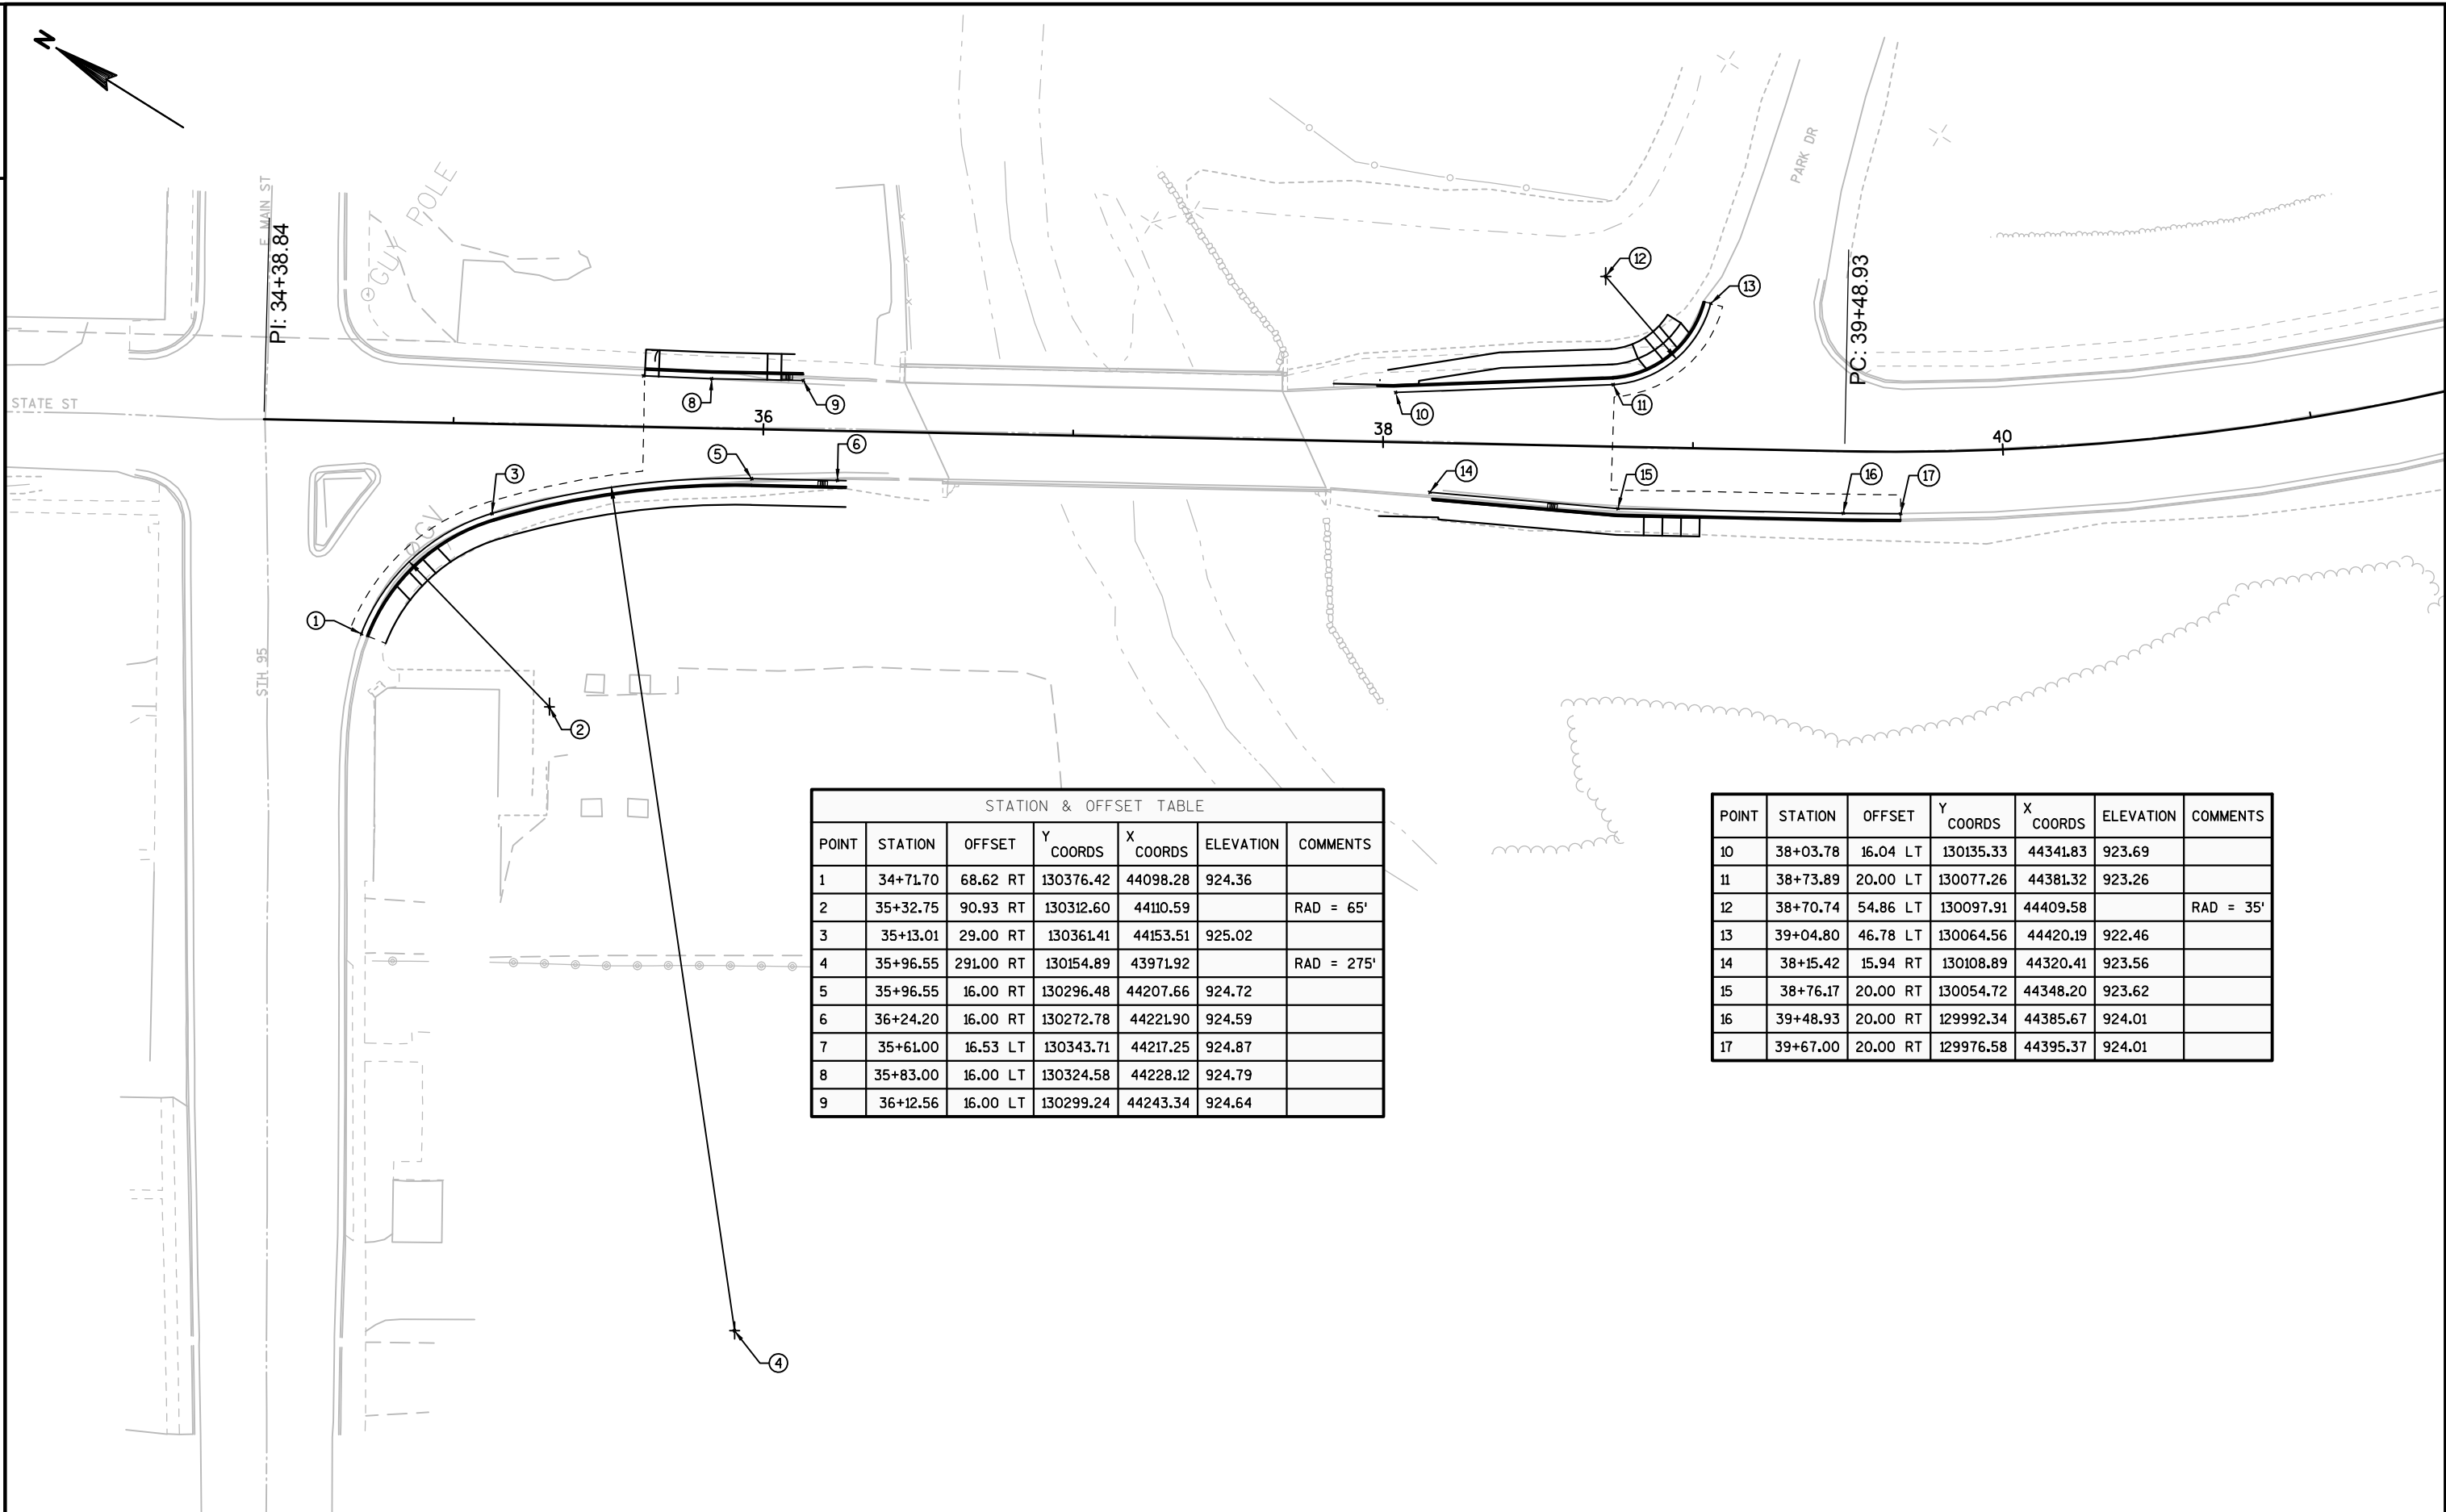 N
E MAIN ST
PI: 34+38.84
GUY POLE
PARK DR
PC: 39+48.93
12
13
STATE ST
8
9
10
11
36
38
40
3
5
6
14
15
16
17
GV
1
STH 95
2
4
STATION & OFFSET TABLE
POINT STATION OFFSET Y COORDS X COORDS ELEVATION COMMENTS
1 34+71.70 68.62 RT 130376.42 44098.28 924.36
2 35+32.75 90.93 RT 130312.60 44110.59 RAD = 65'
3 35+13.01 29.00 RT 130361.41 44153.51 925.02
4 35+96.55 291.00 RT 130154.89 43971.92 RAD = 275'
5 35+96.55 16.00 RT 130296.48 44207.66 924.72
6 36+24.20 16.00 RT 130272.78 44221.90 924.59
7 35+61.00 16.53 LT 130343.71 44217.25 924.87
8 35+83.00 16.00 LT 130324.58 44228.12 924.79
9 36+12.56 16.00 LT 130299.24 44243.34 924.64
POINT STATION OFFSET Y COORDS X COORDS ELEVATION COMMENTS
10 38+03.78 16.04 LT 130135.33 44341.83 923.69
11 38+73.89 20.00 LT 130077.26 44381.32 923.26
12 38+70.74 54.86 LT 130097.91 44409.58 RAD = 35'
13 39+04.80 46.78 LT 130064.56 44420.19 922.46
14 38+15.42 15.94 RT 130108.89 44320.41 923.56
15 38+76.17 20.00 RT 130054.72 44348.20 923.62
16 39+48.93 20.00 RT 129992.34 44385.67 924.01
17 39+67.00 20.00 RT 129976.58 44395.37 924.01